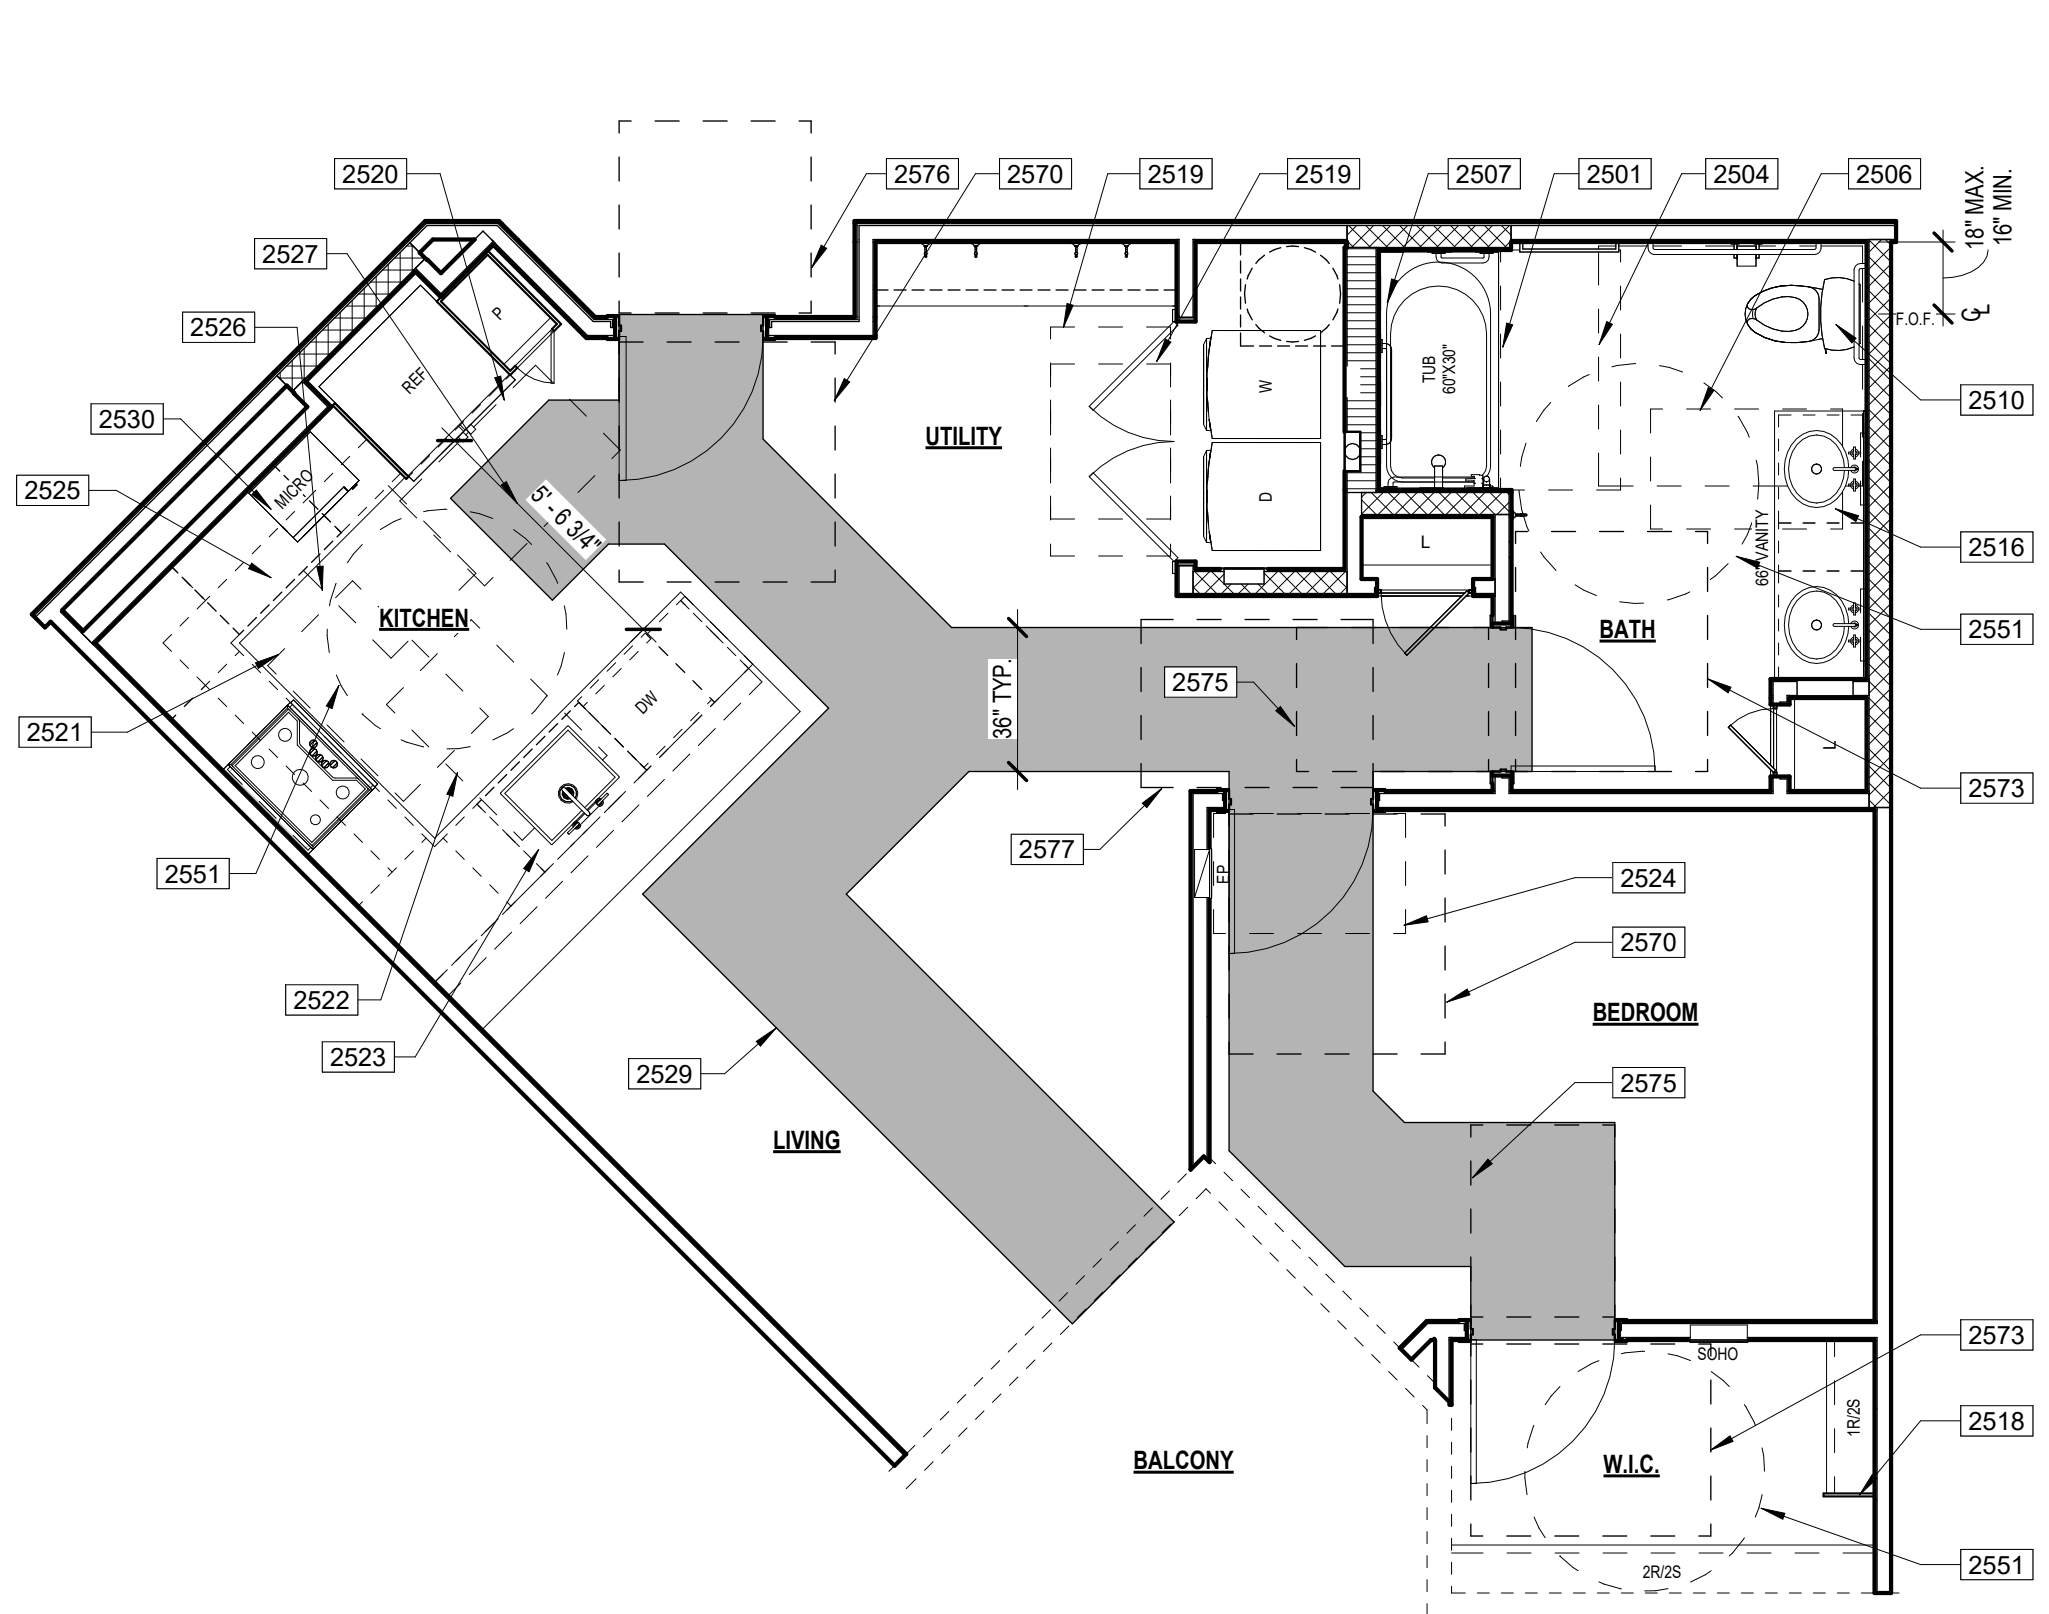 2520
2576
2570
2519
2519
2507
2501
2504
2506
18" MAX.
16" MIN.
2527
2526
P
C
L
F.O.F.
REF
W
TUB
60"X30"
2510
2530
UTILITY
2525
MICRO
5' - 6 3/4"
D
L
66" VANITY
2516
KITCHEN
BATH
2551
36" TYP.
2575
2521
DW
L
2573
2577
2551
EP
2524
2570
2522
2523
2529
BEDROOM
2575
LIVING
2573
SOHO
1R/2S
2518
BALCONY
W.I.C.
2551
2R/2S